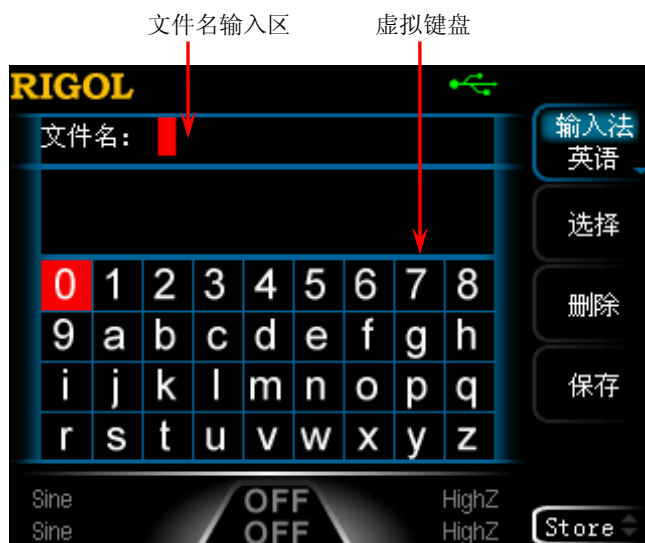 文件名输入区 虚拟键盘
RIGOL
文件名:
输入法
英语
选择
删除
保存
0 1 2 3 4 5 6 7 8
9 a b c d e f g h
i j k l m n o p q
r s t u v w x y z
Sine OFF HighZ
Sine OFF HighZ
Store